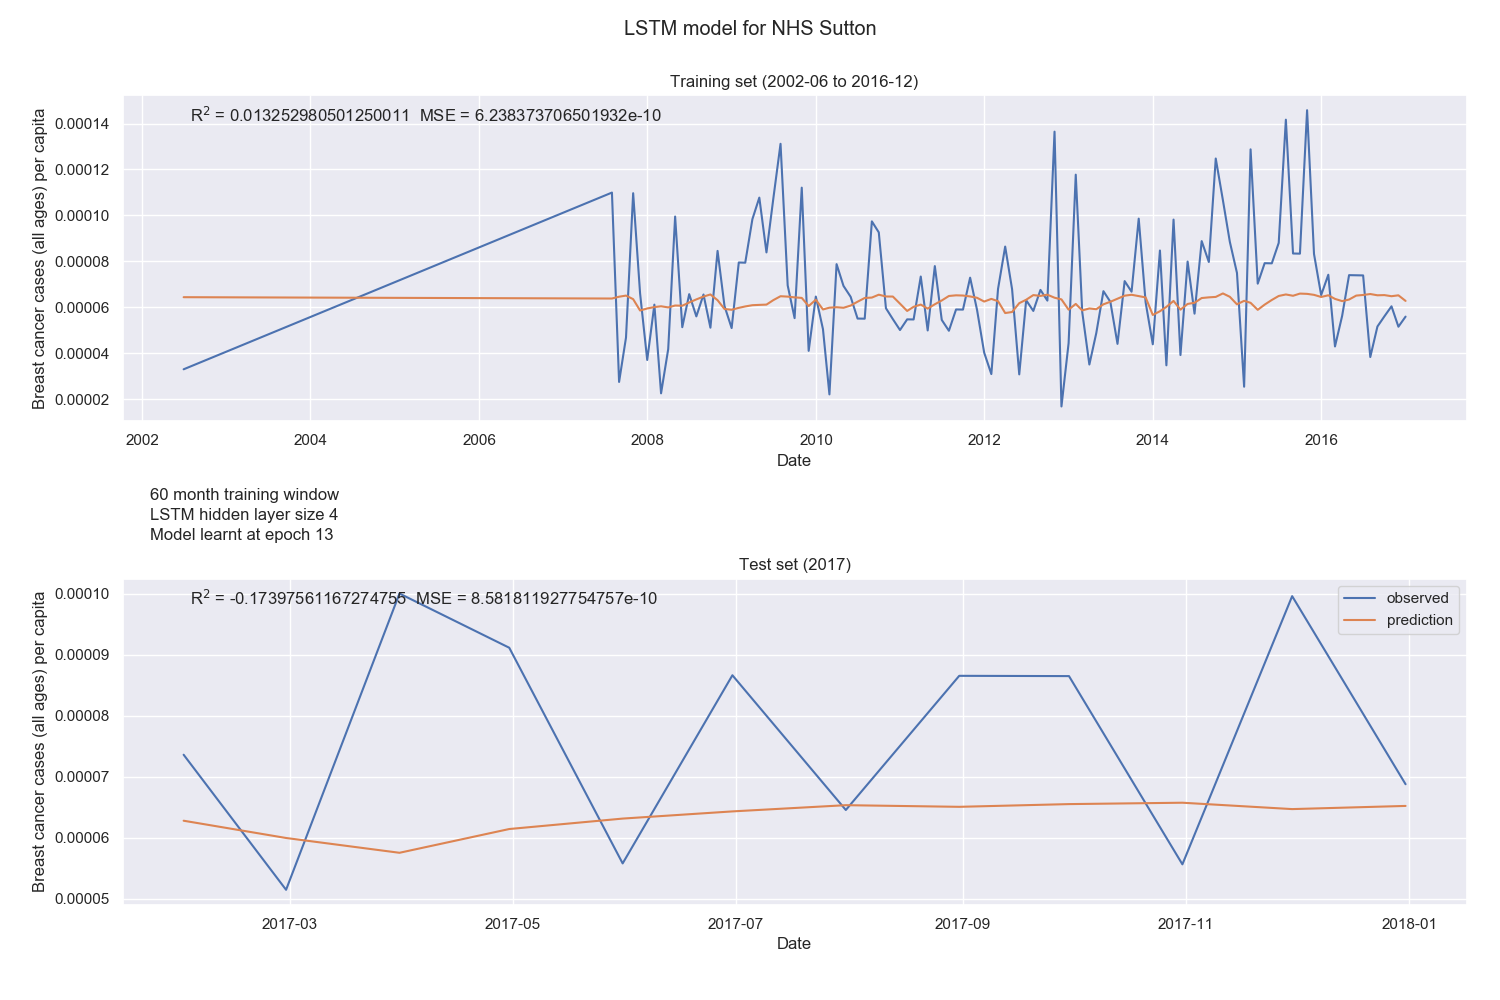 LSTM model for NHS Sutton
Training set (2002-06 to 2016-12)
R² = 0.013252980501250011 MSE = 6.238373706501932e-10
Breast cancer cases (all ages) per capita
0.00014
0.00012
0.00010
0.00008
0.00006
0.00004
0.00002
2002 2004 2006 2008 2010 2012 2014 2016
Date
60 month training window
LSTM hidden layer size 4
Model learnt at epoch 13
Test set (2017)
R² = -0.17397561167274755 MSE = 8.581811927754757e-10
observed
prediction
Breast cancer cases (all ages) per capita
0.00010
0.00009
0.00008
0.00007
0.00006
0.00005
2017-03 2017-05 2017-07 2017-09 2017-11 2018-01
Date